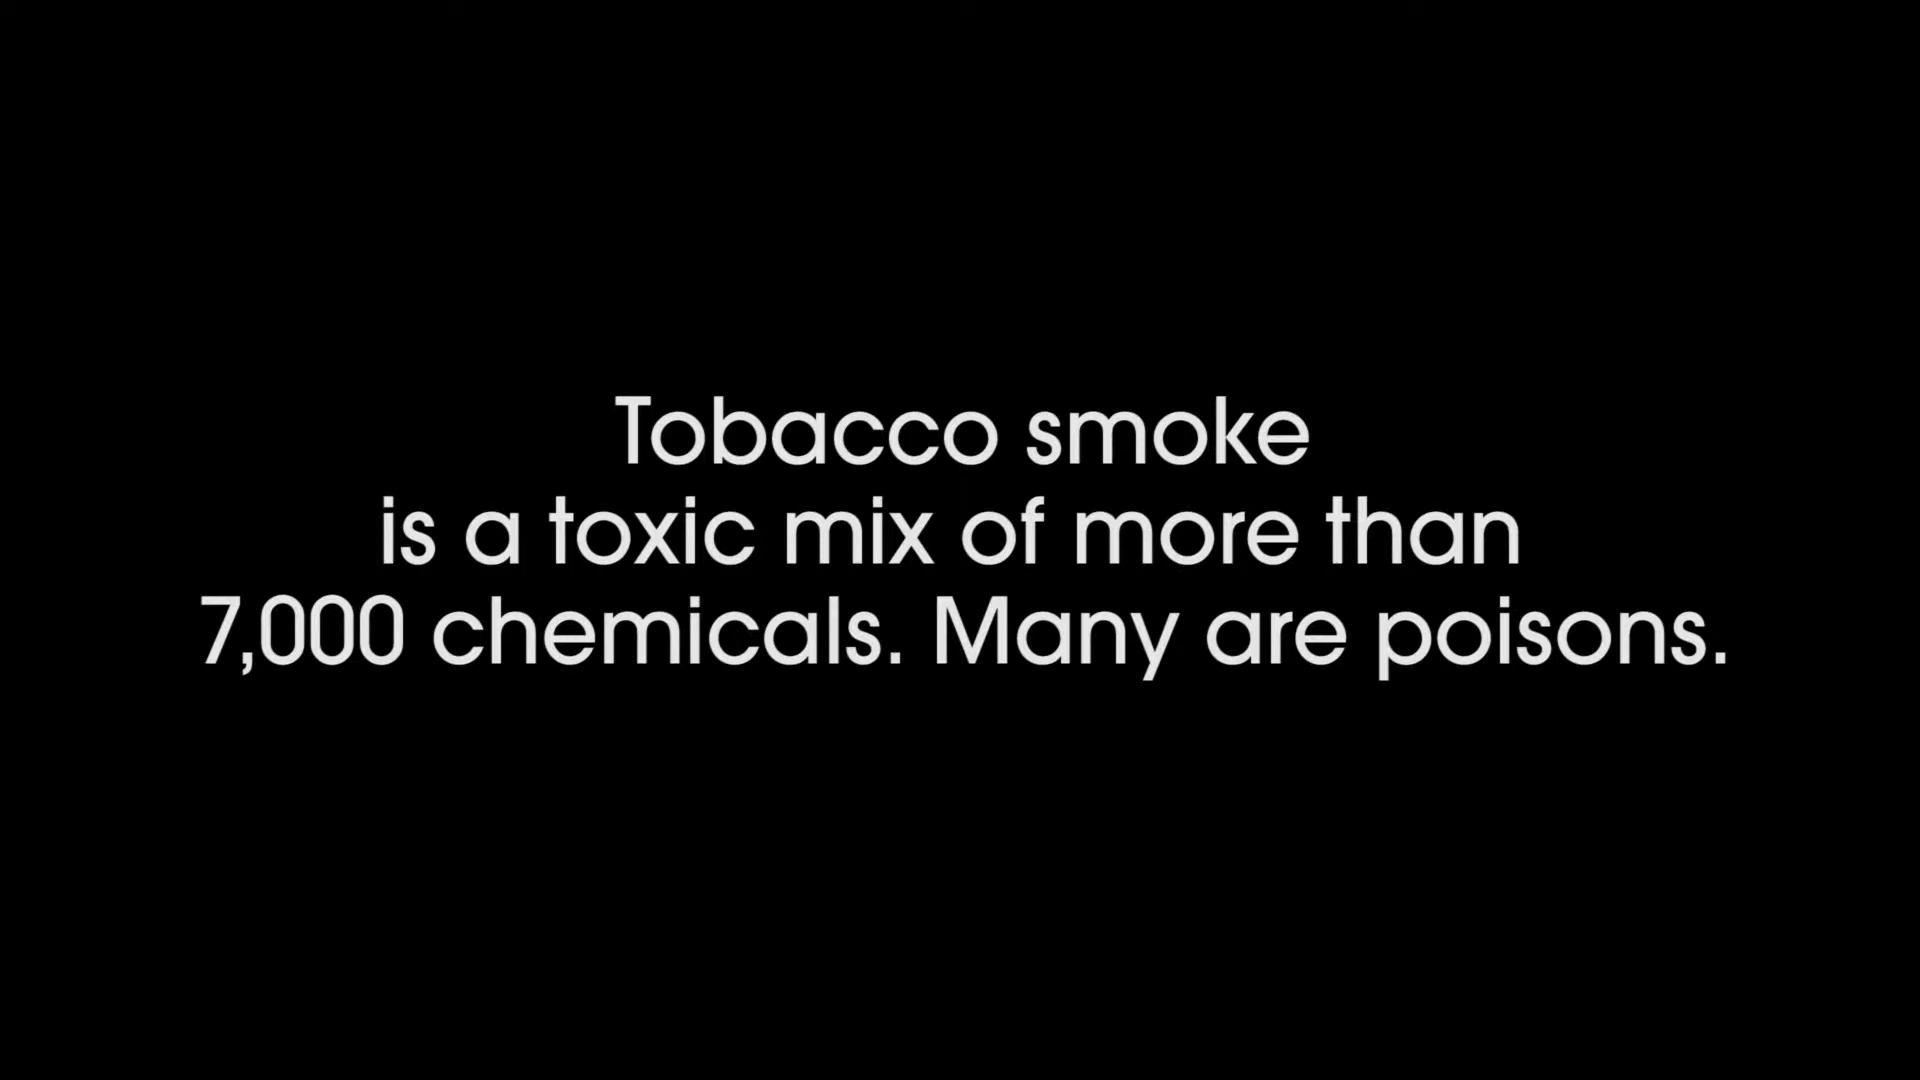 Tobacco smoke
is a toxic mix of more than
7,000 chemicals. Many are poisons.